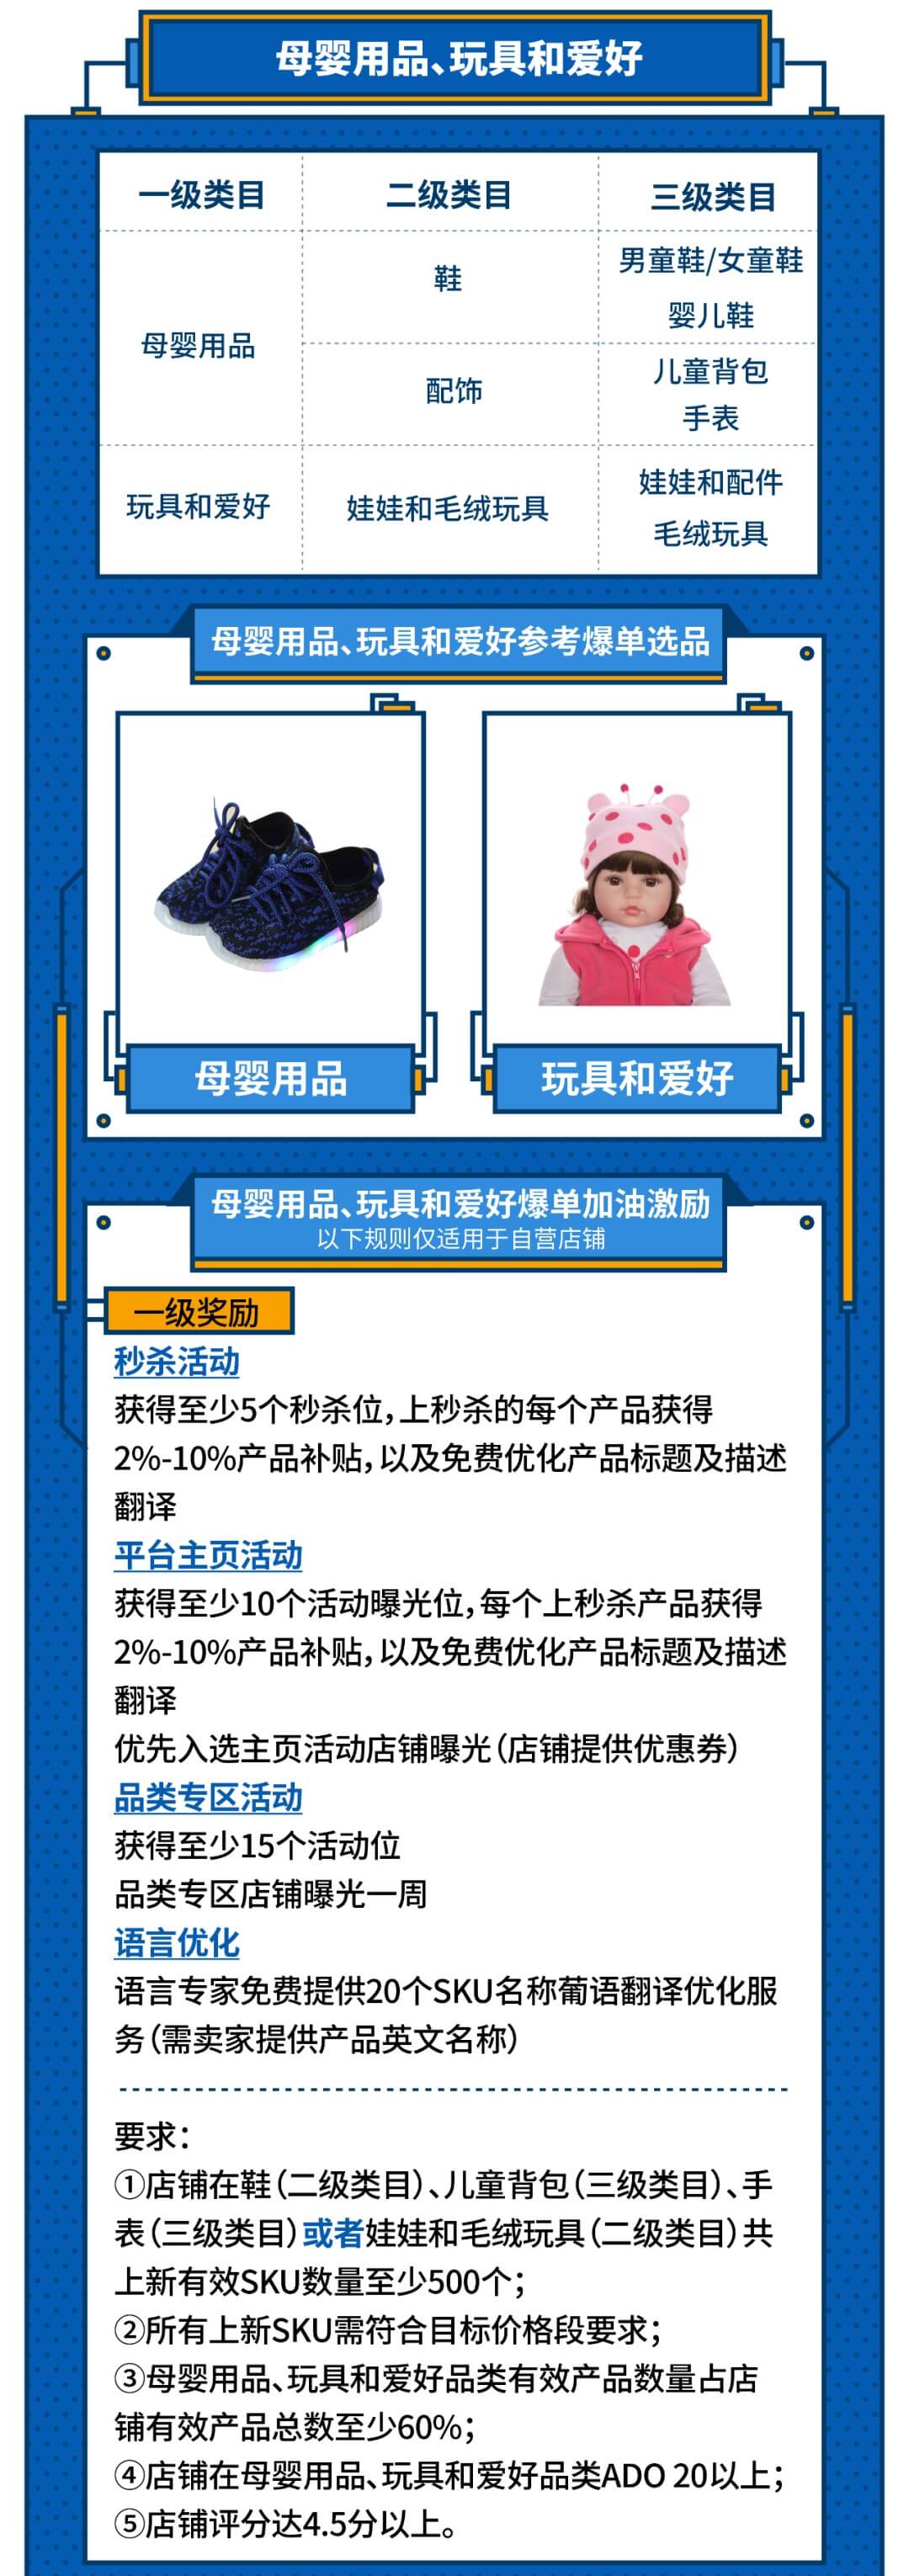 母婴用品、玩具和爱好
一级类目 二级类目 三级类目
母婴用品
鞋
男童鞋/女童鞋
婴儿鞋
配饰
儿童背包
手表
玩具和爱好
娃娃和毛绒玩具
娃娃和配件
毛绒玩具
母婴用品、玩具和爱好参考爆单选品
母婴用品
玩具和爱好
母婴用品、玩具和爱好爆单加油激励
以下规则仅适用于自营店铺
一级奖励
秒杀活动
获得至少5个秒杀位，上秒杀的每个产品获得
2%-10%产品补贴，以及免费优化产品标题及描述
翻译
平台主页活动
获得至少10个活动曝光位，每个上秒杀产品获得
2%-10%产品补贴，以及免费优化产品标题及描述
翻译
优先入选主页活动店铺曝光（店铺提供优惠券）
品类专区活动
获得至少15个活动位
品类专区店铺曝光一周
语言优化
语言专家免费提供20个SKU名称葡语翻译优化服
务（需卖家提供产品英文名称）
要求：
①店铺在鞋（二级类目）、儿童背包（三级类目）、手
表（三级类目）或者娃娃和毛绒玩具（二级类目）共
上新有效SKU数量至少500个；
②所有上新SKU需符合目标价格段要求；
③母婴用品、玩具和爱好品类有效产品数量占店
铺有效产品总数至少60%；
④店铺在母婴用品、玩具和爱好品类ADO 20以上；
⑤店铺评分达4.5分以上。